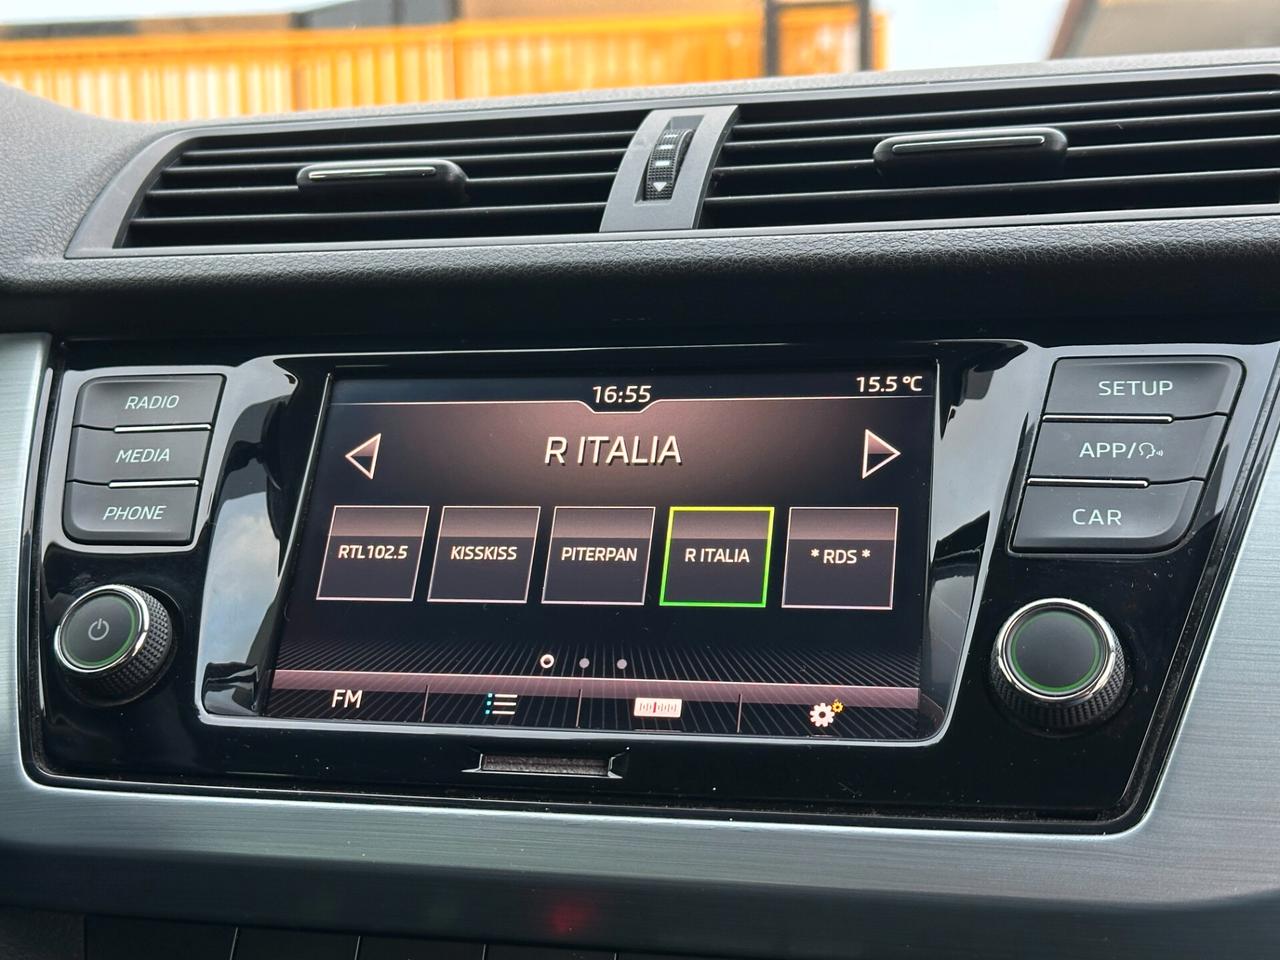 16:55
15.5 °C
R ITALIA
RTL102.5
KISSKISS
PITERPAN
R ITALIA
* RDS *
FM
RADIO
MEDIA
PHONE
SETUP
APP/
CAR